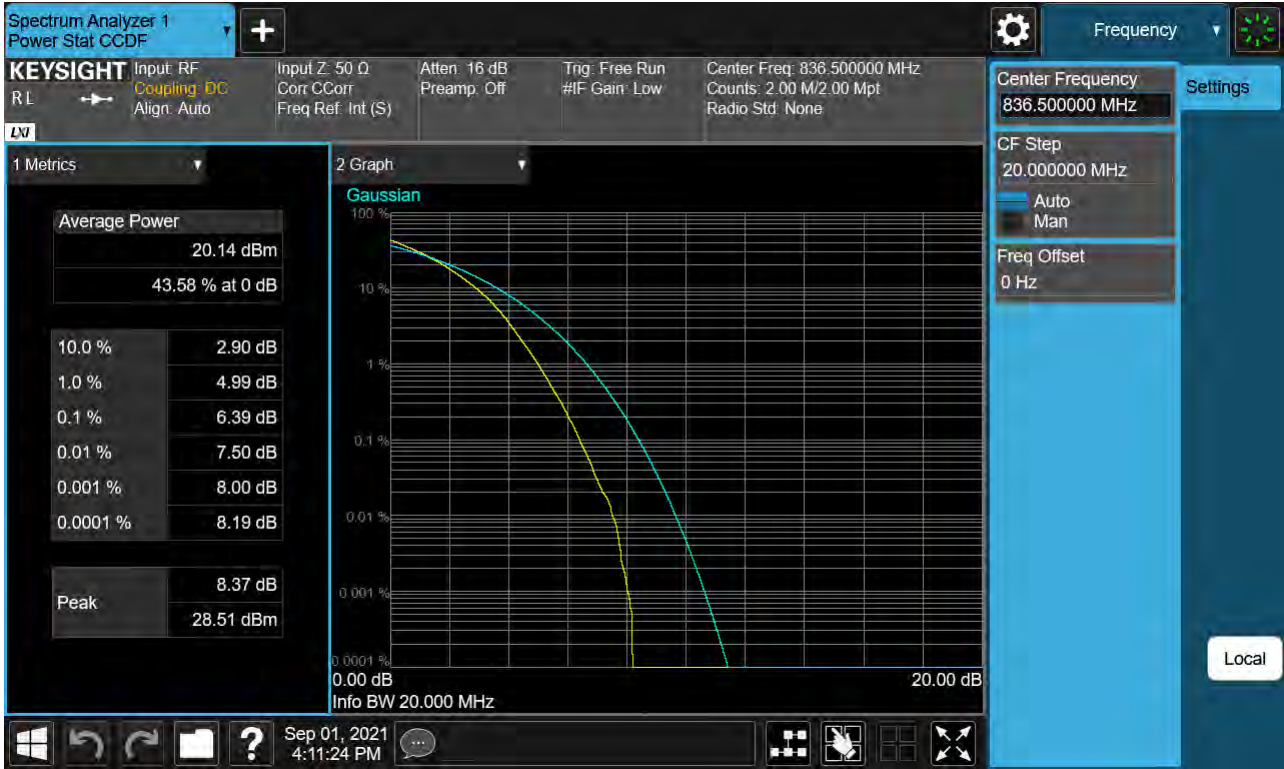 Spectrum Analyzer 1
Power Stat CCDF
Frequency
KEYSIGHT
R L
LXI
Input: RF
Coupling: DC
Align: Auto
Input Z: 50 Ω
Corr CCorr
Freq Ref: Int (S)
Atten: 16 dB
Preamp: Off
Trig: Free Run
#IF Gain: Low
Center Freq: 836.500000 MHz
Counts: 2.00 M/2.00 Mpt
Radio Std: None
Center Frequency
836.500000 MHz
Settings
CF Step
20.000000 MHz
Auto
Man
Freq Offset
0 Hz
1 Metrics
Average Power
20.14 dBm
43.58 % at 0 dB
10.0 % 2.90 dB
1.0 % 4.99 dB
0.1 % 6.39 dB
0.01 % 7.50 dB
0.001 % 8.00 dB
0.0001 % 8.19 dB
Peak
8.37 dB
28.51 dBm
2 Graph
Gaussian
100 %
10 %
1 %
0.1 %
0.01 %
0.001 %
0.0001 %
0.00 dB 20.00 dB
Info BW 20.000 MHz
Local
?
Sep 01, 2021
4:11:24 PM